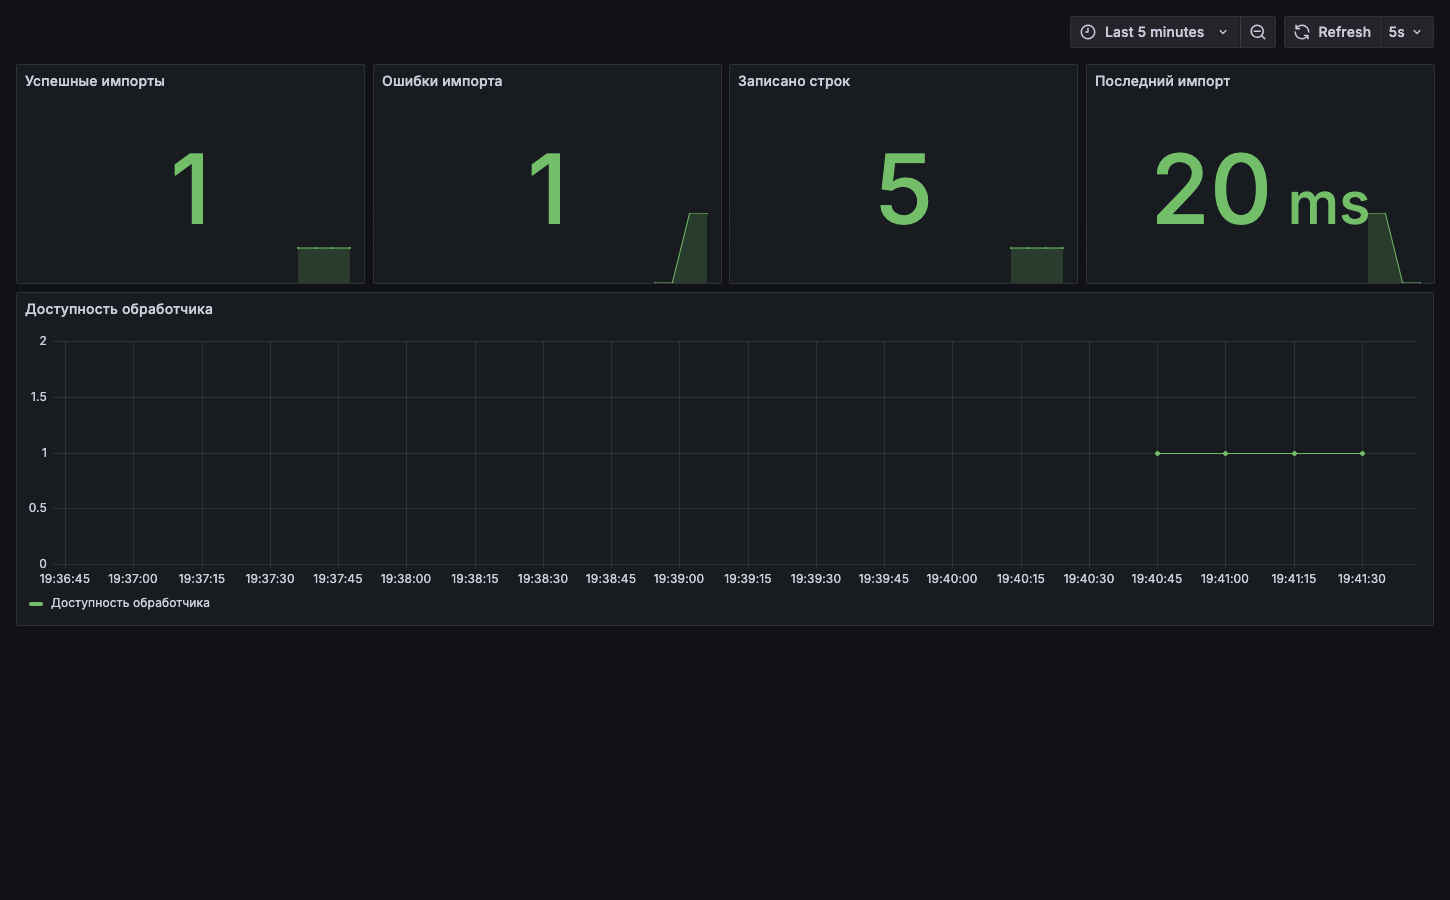 Last 5 minutes
Refresh
5s
Успешные импорты
Ошибки импорта
Записано строк
Последний импорт
1
1
5
20 ms
Доступность обработчика
2
1.5
1
0.5
0
19:36:45 19:37:00 19:37:15 19:37:30 19:37:45 19:38:00 19:38:15 19:38:30 19:38:45 19:39:00 19:39:15 19:39:30 19:39:45 19:40:00 19:40:15 19:40:30 19:40:45 19:41:00 19:41:15 19:41:30
Доступность обработчика